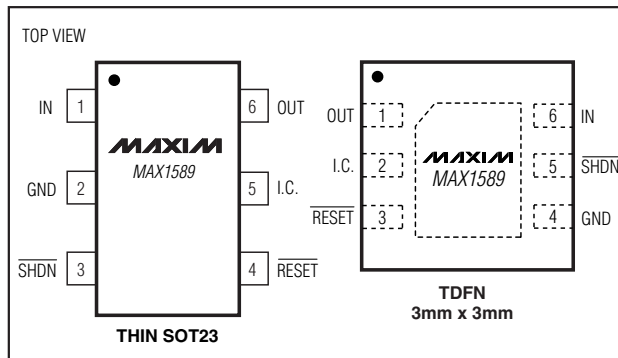 TOP VIEW
IN 1
6 OUT
MAXIM
MAX1589
GND 2
5 I.C.
SHDN 3
4 RESET
THIN SOT23
OUT 1
6 IN
MAXIM
MAX1589
I.C. 2
5 SHDN
RESET 3
4 GND
TDFN
3mm x 3mm